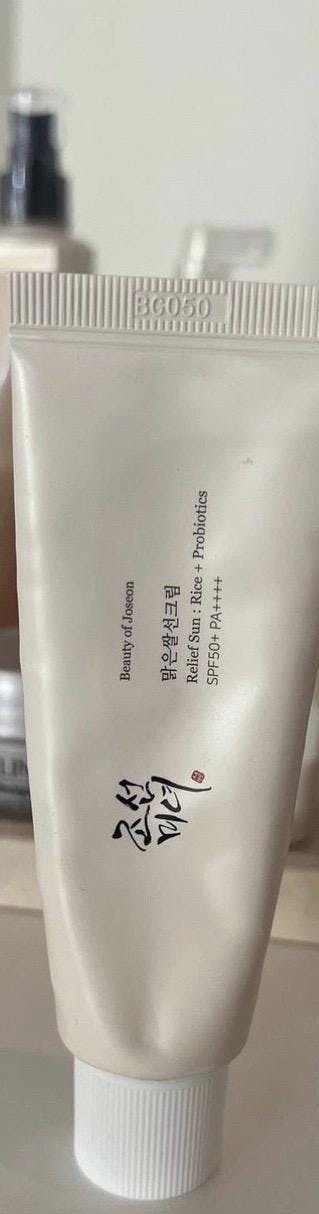 BG050
Beauty of Joseon
맑은쌀선크림
Relief Sun : Rice + Probiotics
SPF50+ PA++++
조선
미녀